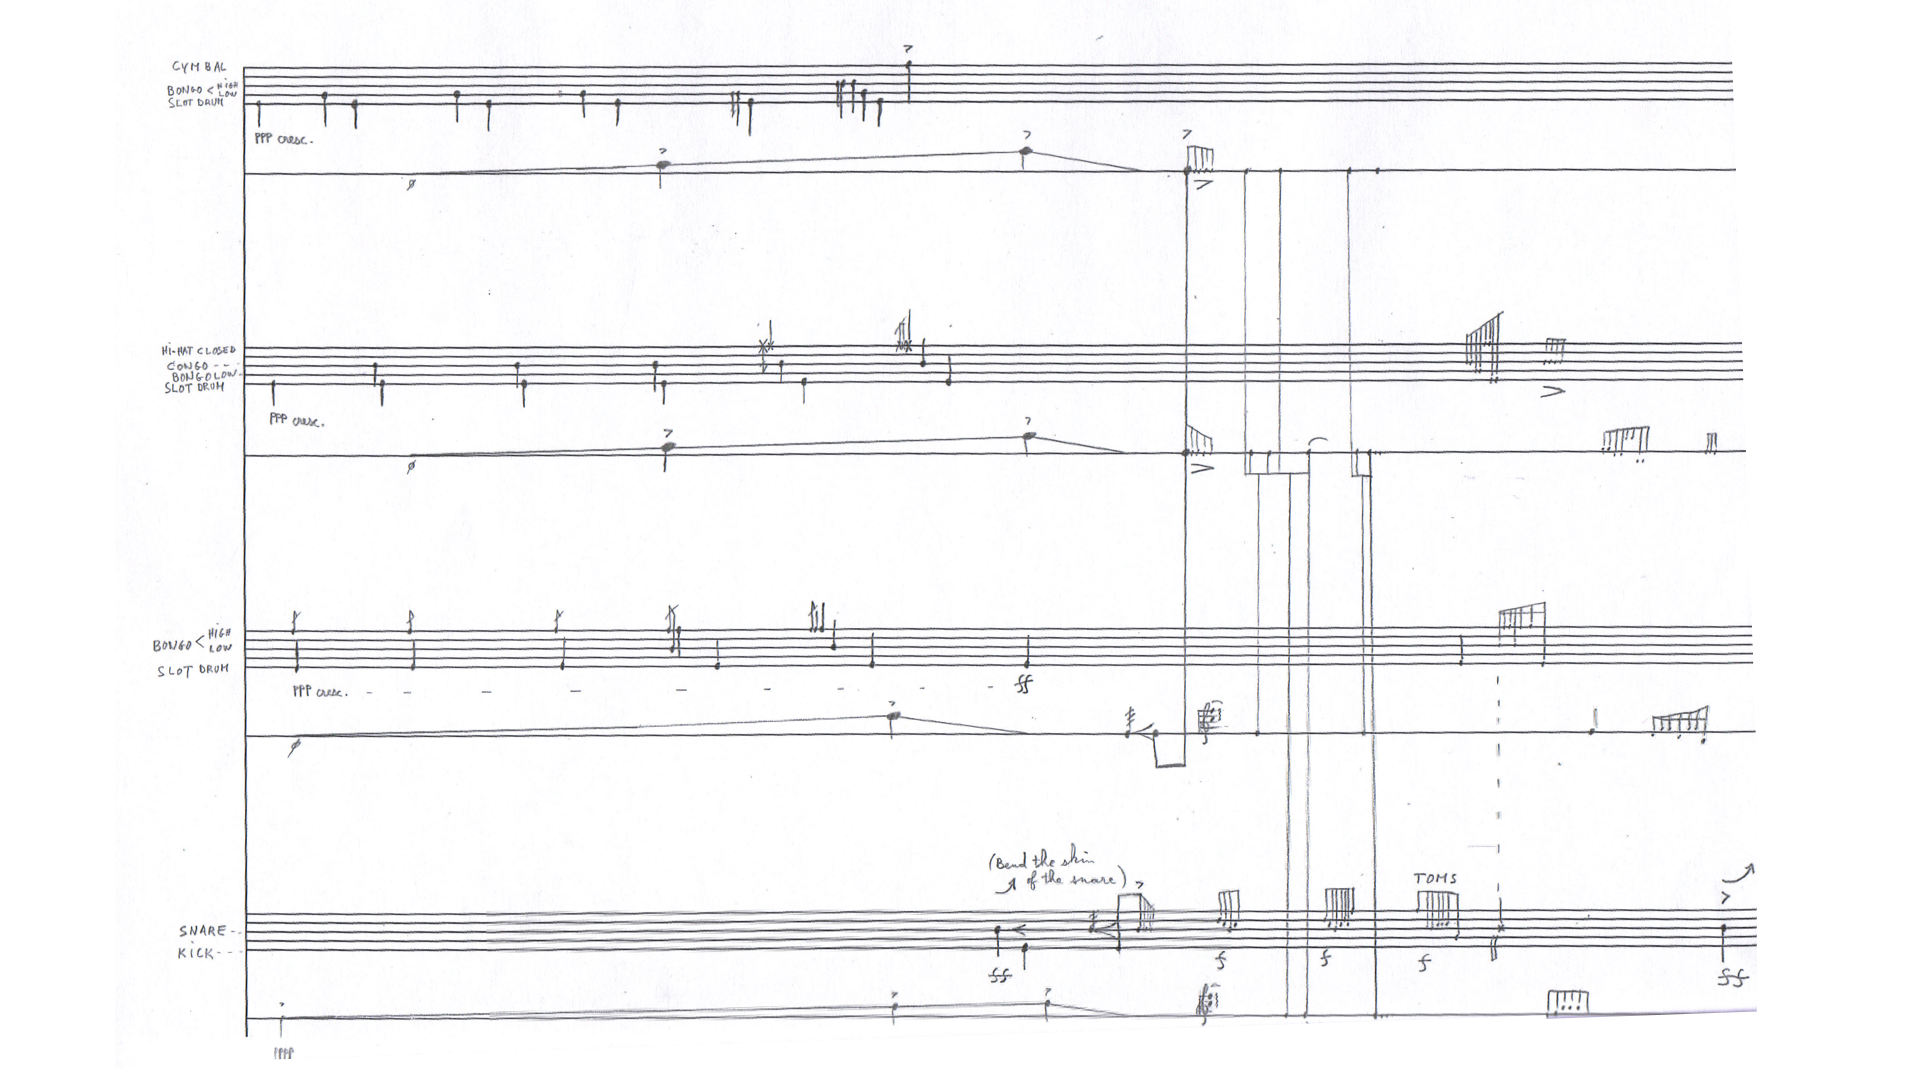 CYMBAL
BONGO < HIGH
LOW
SLOT DRUM
PPP cresc.
HI-HAT CLOSED
CONGO --
BONGO LOW-
SLOT DRUM
PPP cresc.
BONGO < HIGH
LOW
SLOT DRUM
PPP cresc. - - - - - - - - -
ff
(Bend the skin
of the snare)
TOMS
SNARE--
KICK---
ff
f
f
f
ff
PPPP